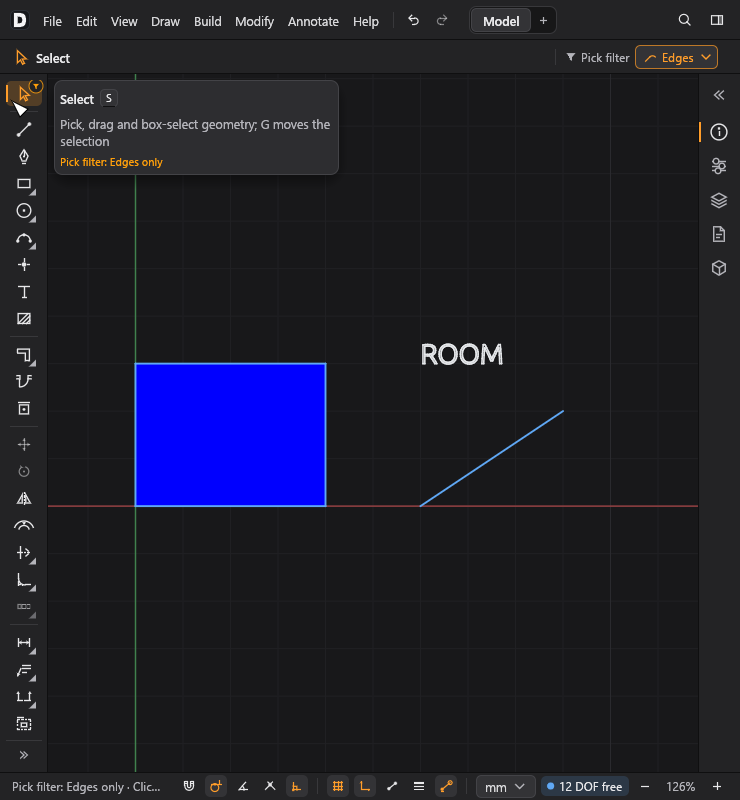 D File Edit View Draw Build Modify Annotate Help Model +
Select Pick filter Edges
Select S
Pick, drag and box-select geometry; G moves the
selection
Pick filter: Edges only
ROOM
Pick filter: Edges only · Clic... mm 12 DOF free − 126% +